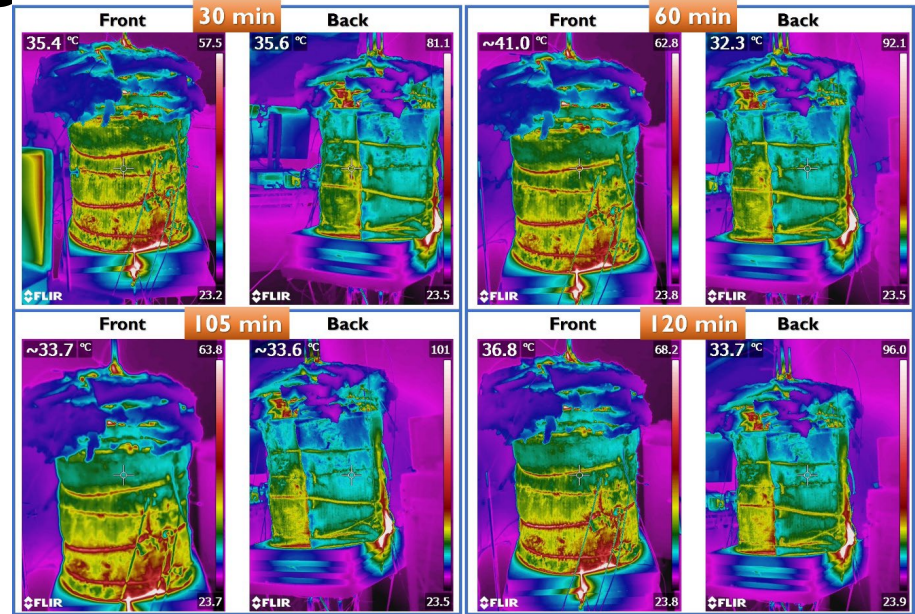 30 min
Front Back
35.4 °C 57.5
35.6 °C 81.1
FLIR 23.2
FLIR 23.5
60 min
Front Back
~41.0 °C 62.8
32.3 °C 92.1
FLIR 23.8
FLIR 23.5
105 min
Front Back
~33.7 °C 63.8
~33.6 °C 101
FLIR 23.7
FLIR 23.5
120 min
Front Back
36.8 °C 68.2
33.7 °C 96.0
FLIR 23.8
FLIR 23.9